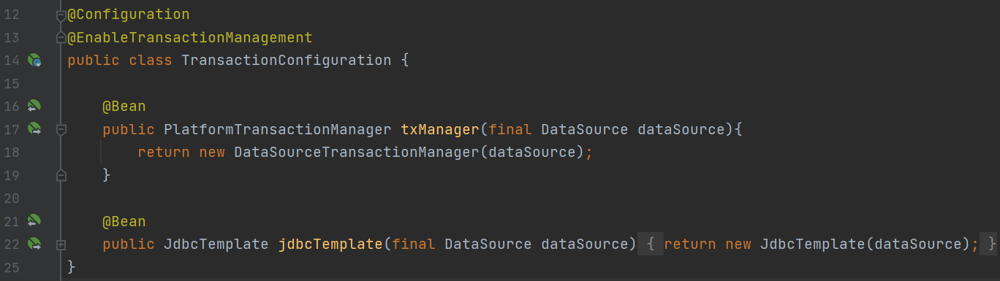 12 @Configuration
13 @EnableTransactionManagement
14 public class TransactionConfiguration {
15
16     @Bean
17     public PlatformTransactionManager txManager(final DataSource dataSource){
18         return new DataSourceTransactionManager(dataSource);
19     }
20
21     @Bean
22     public JdbcTemplate jdbcTemplate(final DataSource dataSource) { return new JdbcTemplate(dataSource); }
25 }